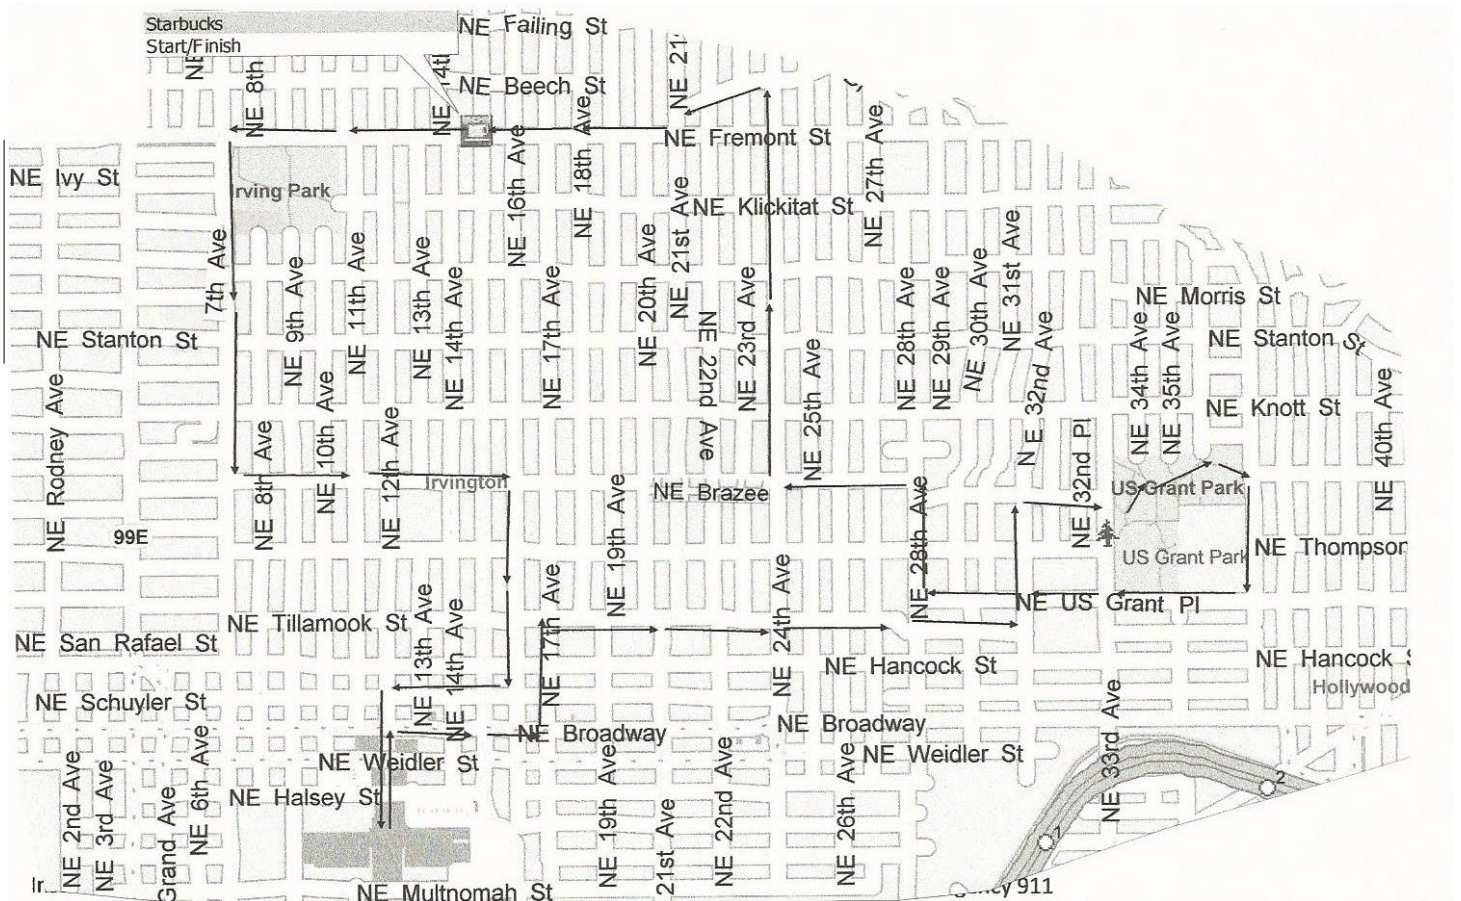 Starbucks
Start/Finish
NE Failing St
NE Beech St
NE 8th
NE 21
NE Fremont St
NE Ivy St
Irving Park
NE 16th Ave
NE 18th Ave
NE 27th Ave
NE Klickitat St
7th Ave
NE 9th Ave
NE 11th Ave
NE 13th Ave
NE 14th Ave
NE 17th Ave
NE 20th Ave
NE 21st Ave
NE 22nd Ave
NE 23rd Ave
NE 25th Ave
NE 28th Ave
NE 29th Ave
NE 30th Ave
NE 31st Ave
NE 32nd Ave
NE Morris St
NE Stanton St
NE Stanton St
NE 34th Ave
NE 35th Ave
NE Knott St
NE 40th Ave
NE Rodney Ave
NE 8th Ave
NE 10th Ave
NE 12th Ave
Irvington
NE Brazee
NE 32nd Pl
US Grant Park
US Grant Park
99E
NE 19th Ave
NE 28th Ave
NE Thompson
NE Tillamook St
NE 13th Ave
NE 14th Ave
NE 17th Ave
NE 24th Ave
NE US Grant Pl
NE San Rafael St
NE Hancock St
NE Hancock
Hollywood
NE Schuyler St
NE Broadway
NE Broadway
NE 33rd Ave
NE Weidler St
NE Weidler St
NE Halsey St
NE 2nd Ave
NE 3rd Ave
Grand Ave
NE 6th Ave
NE 19th Ave
21st Ave
NE 22nd Ave
NE 26th Ave
2
1
NE Multnomah St
911